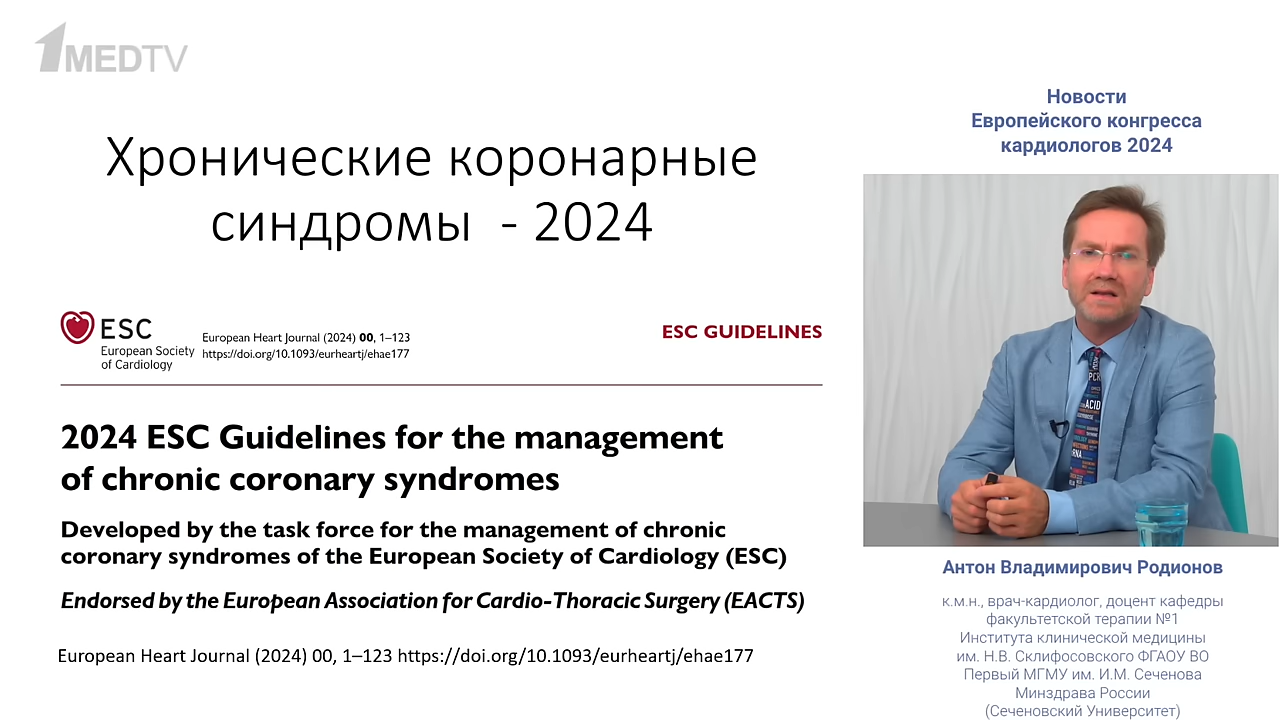 1MEDTV
Хронические коронарные
синдромы - 2024
ESC
European Society
of Cardiology
European Heart Journal (2024) 00, 1–123
https://doi.org/10.1093/eurheartj/ehae177
ESC GUIDELINES
2024 ESC Guidelines for the management
of chronic coronary syndromes
Developed by the task force for the management of chronic
coronary syndromes of the European Society of Cardiology (ESC)
Endorsed by the European Association for Cardio-Thoracic Surgery (EACTS)
European Heart Journal (2024) 00, 1–123 https://doi.org/10.1093/eurheartj/ehae177
Новости
Европейского конгресса
кардиологов 2024
PCR
ACID
Антон Владимирович Родионов
к.м.н., врач-кардиолог, доцент кафедры
факультетской терапии №1
Института клинической медицины
им. Н.В. Склифосовского ФГАОУ ВО
Первый МГМУ им. И.М. Сеченова
Минздрава России
(Сеченовский Университет)